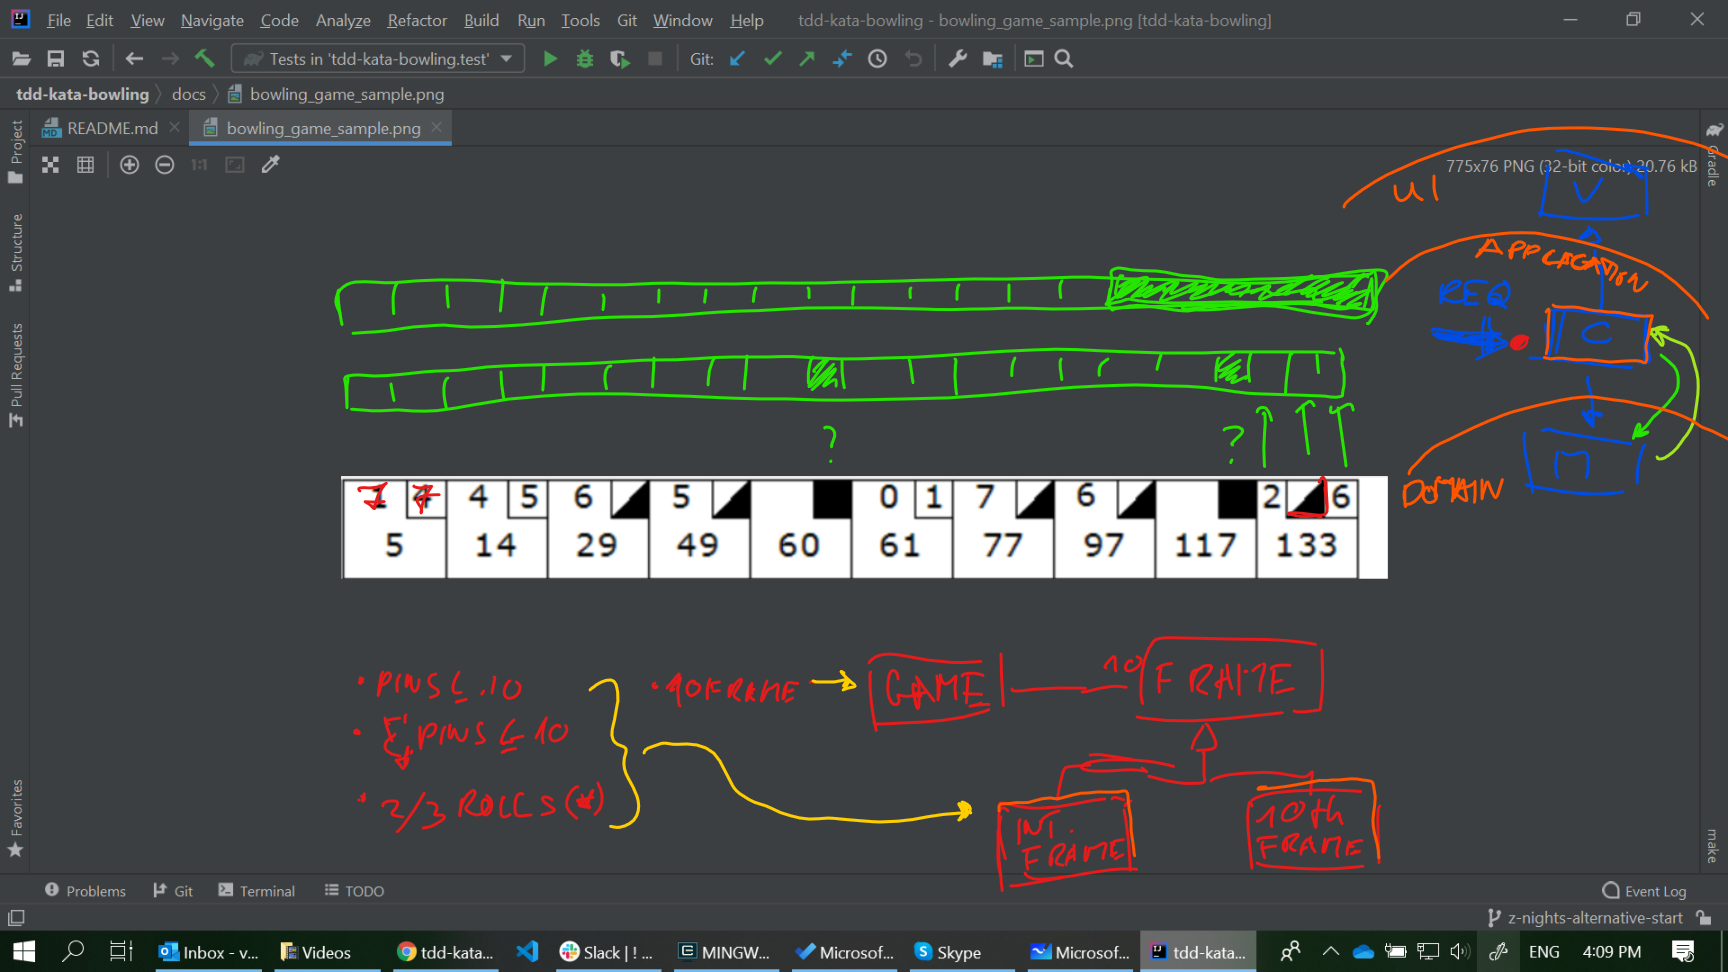 File Edit View Navigate Code Analyze Refactor Build Run Tools Git Window Help tdd-kata-bowling - bowling_game_sample.png [tdd-kata-bowling]
Tests in 'tdd-kata-bowling.test' Git:
tdd-kata-bowling docs bowling_game_sample.png
README.md bowling_game_sample.png
775x76 PNG (32-bit color) 20.76 kB
1:1
Project
Structure
Pull Requests
Favorites
Gradle
make
UI
V
APPLICATION
REQ
C
M
DOMAIN
? ?
7 7 4 5 6 5 0 1 7 6 2 6
5 14 29 49 60 61 77 97 117 133
• PINS ≤ 10
• PINS ≤ 10
• 2/3 ROLLS (*)
• 10 FRAME
GAME
10 FRAME
INT. FRAME
10th FRAME
Problems Git Terminal TODO Event Log
z-nights-alternative-start
Inbox - v... Videos tdd-kata... Slack | ! ... MINGW... Microsof... Skype Microsof... tdd-kata... ENG 4:09 PM